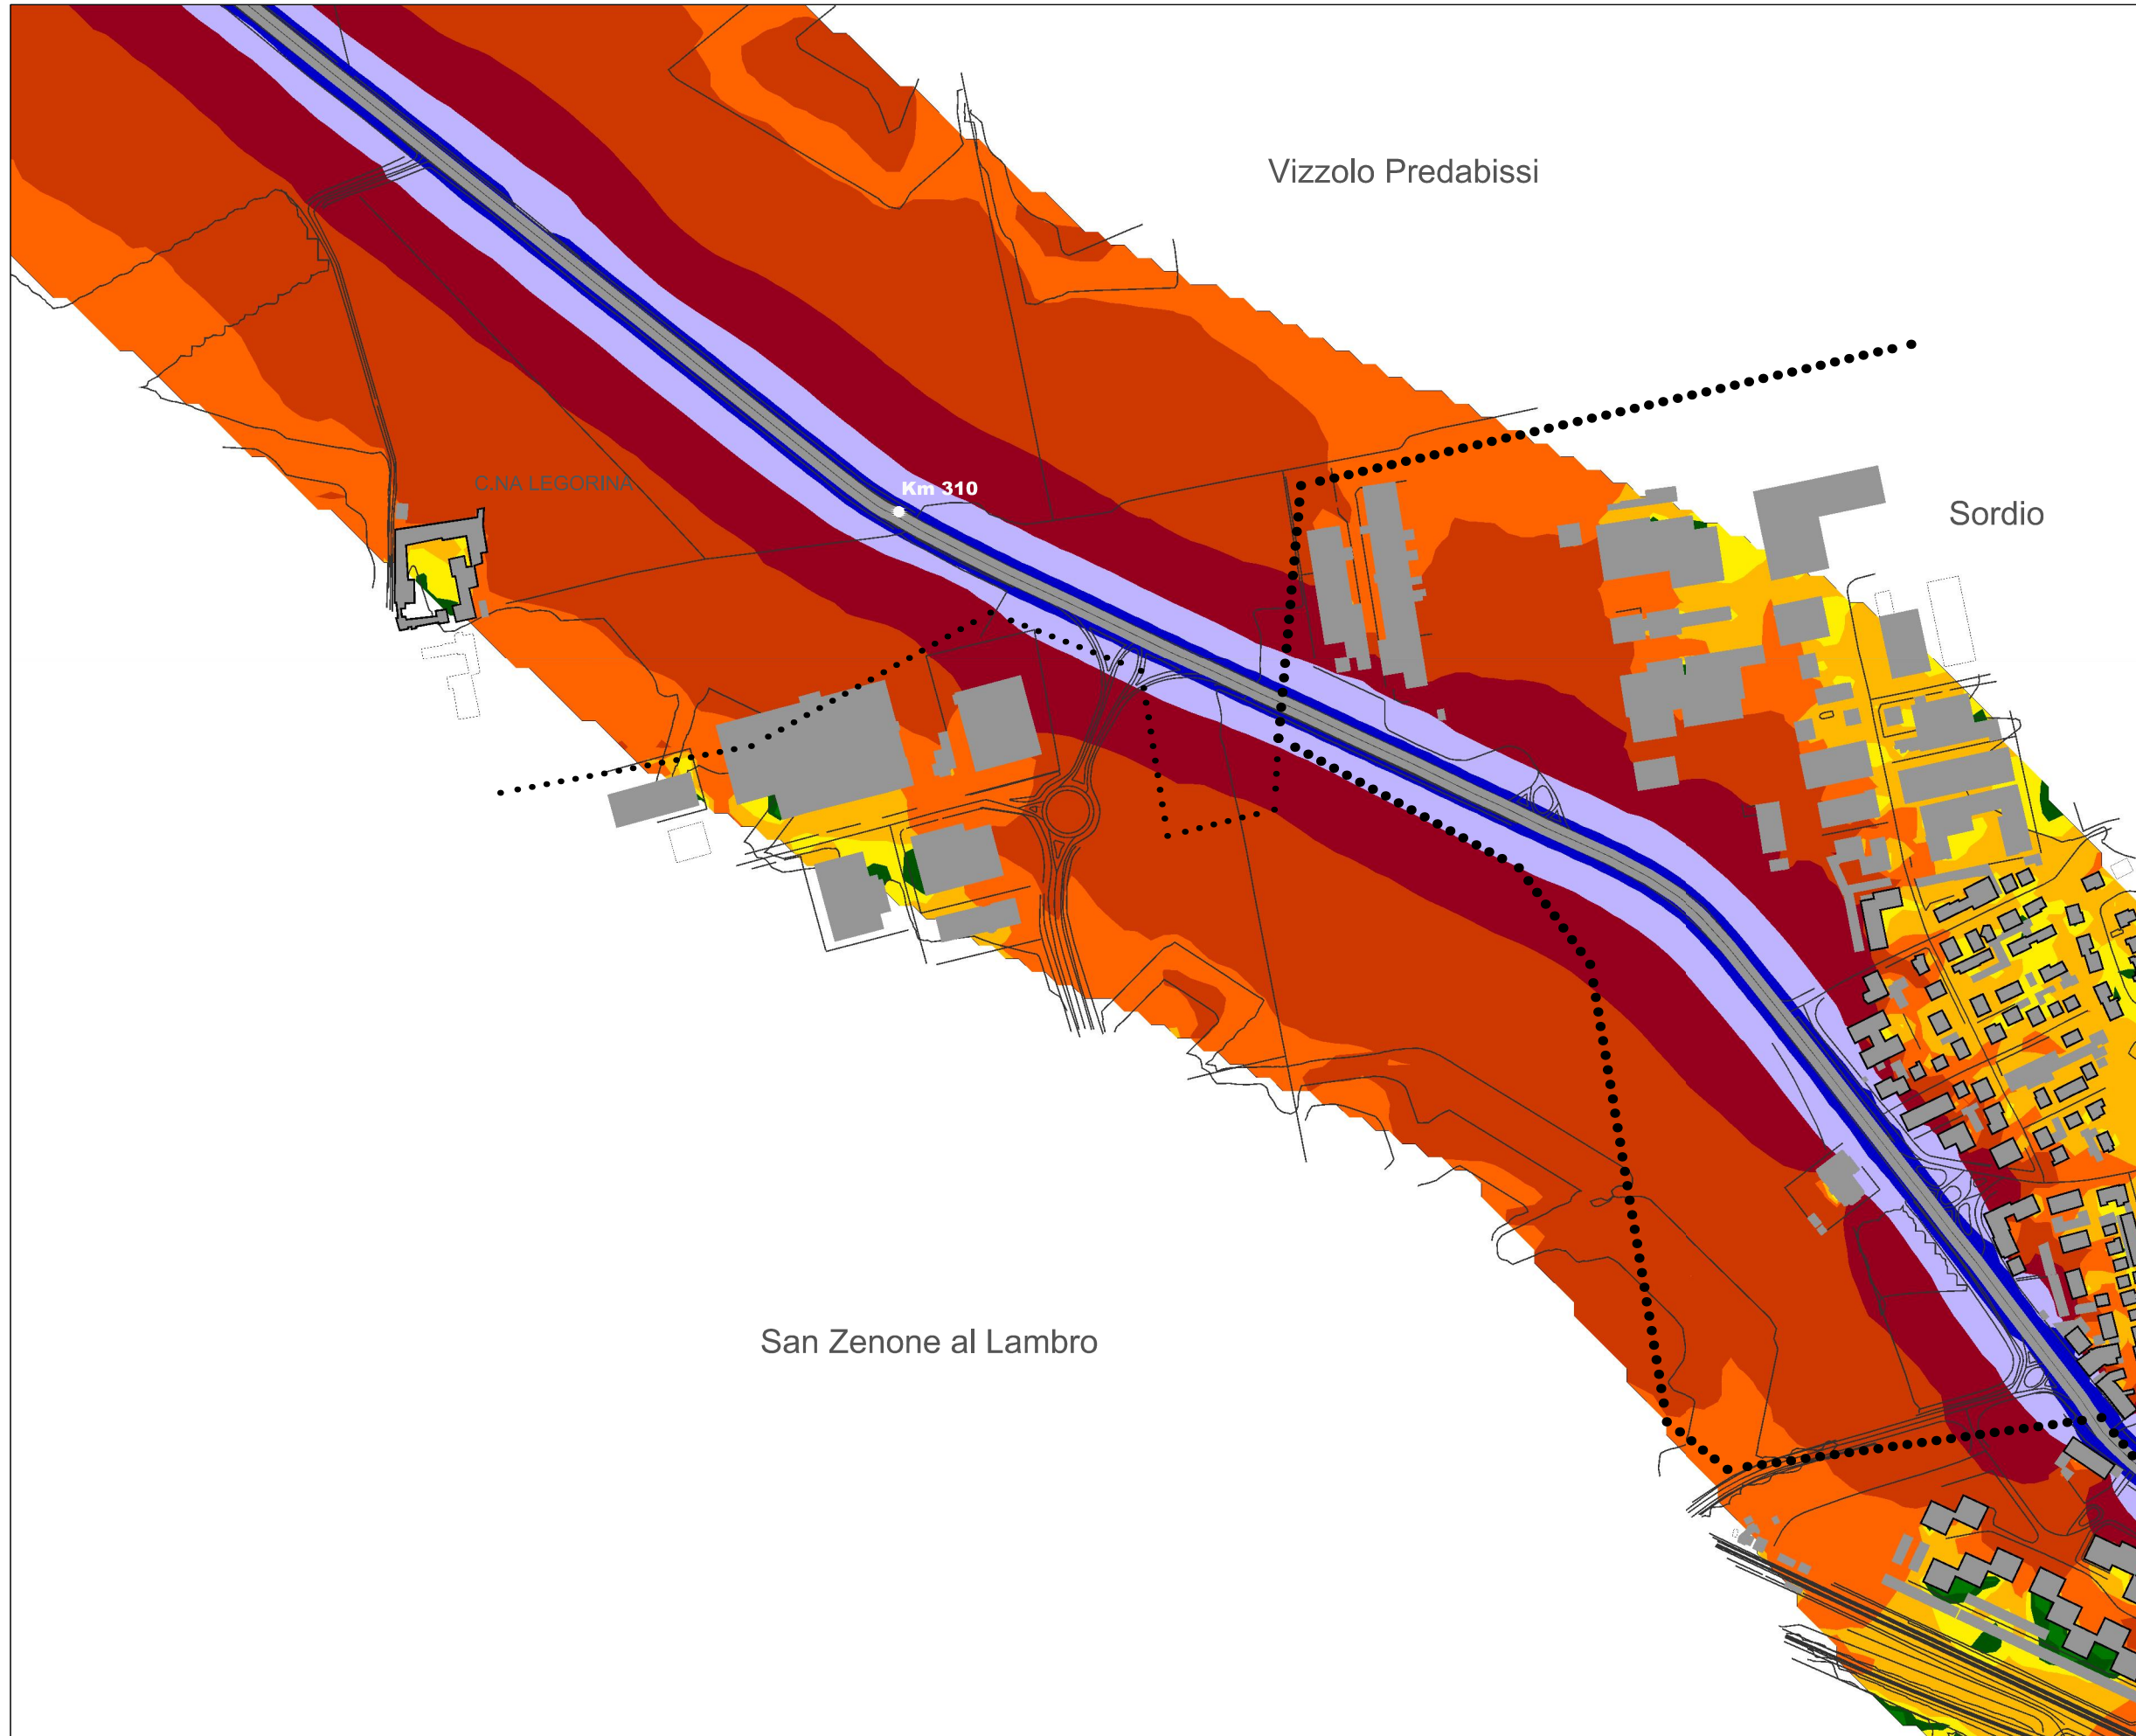 Vizzolo Predabissi
C.NA LEGORINA
Km 310
Sordio
San Zenone al Lambro